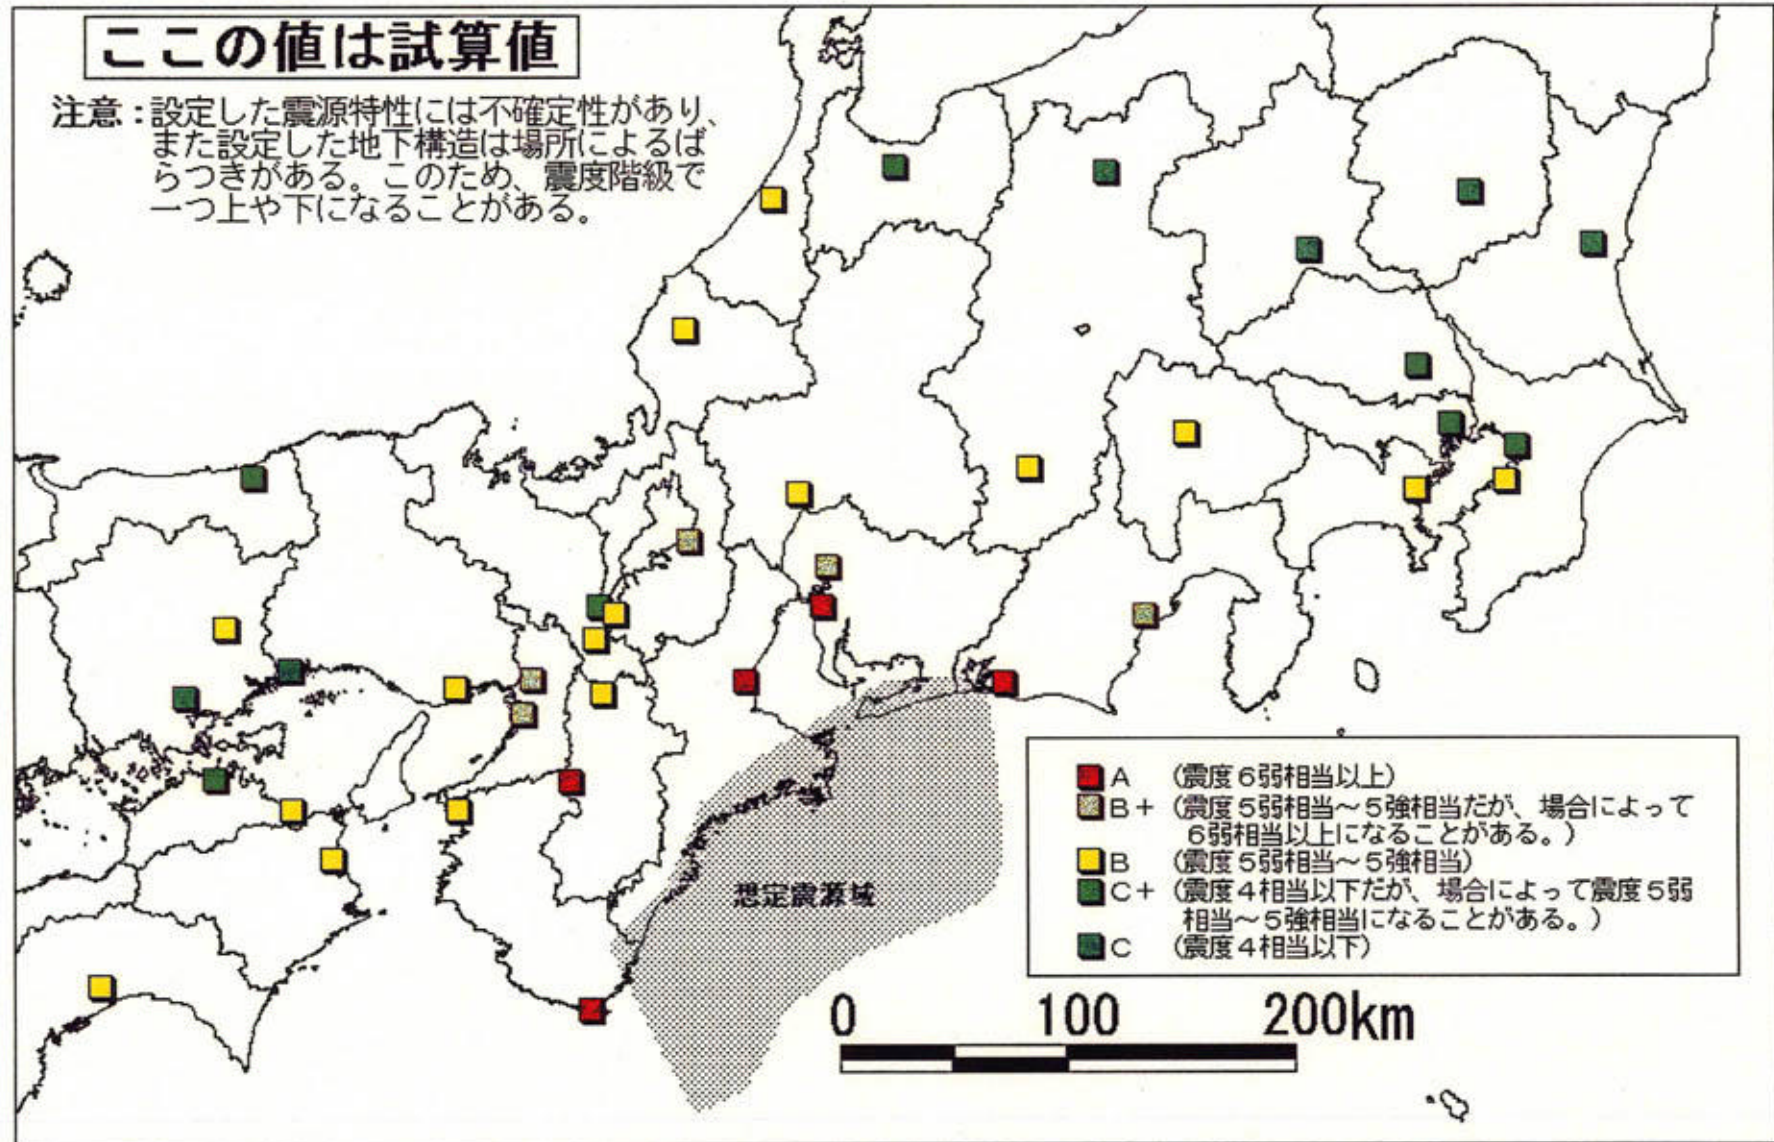 ここの値は試算値
注意：設定した震源特性には不確定性があり、
また設定した地下構造は場所によるば
らつきがある。このため、震度階級で
一つ上や下になることがある。
想定震源域
A （震度６弱相当以上）
B＋（震度５弱相当～５強相当だが、場合によって
６弱相当以上になることがある。）
B （震度５弱相当～５強相当）
C＋（震度４相当以下だが、場合によって震度５弱
相当～５強相当になることがある。）
C （震度４相当以下）
0 100 200km